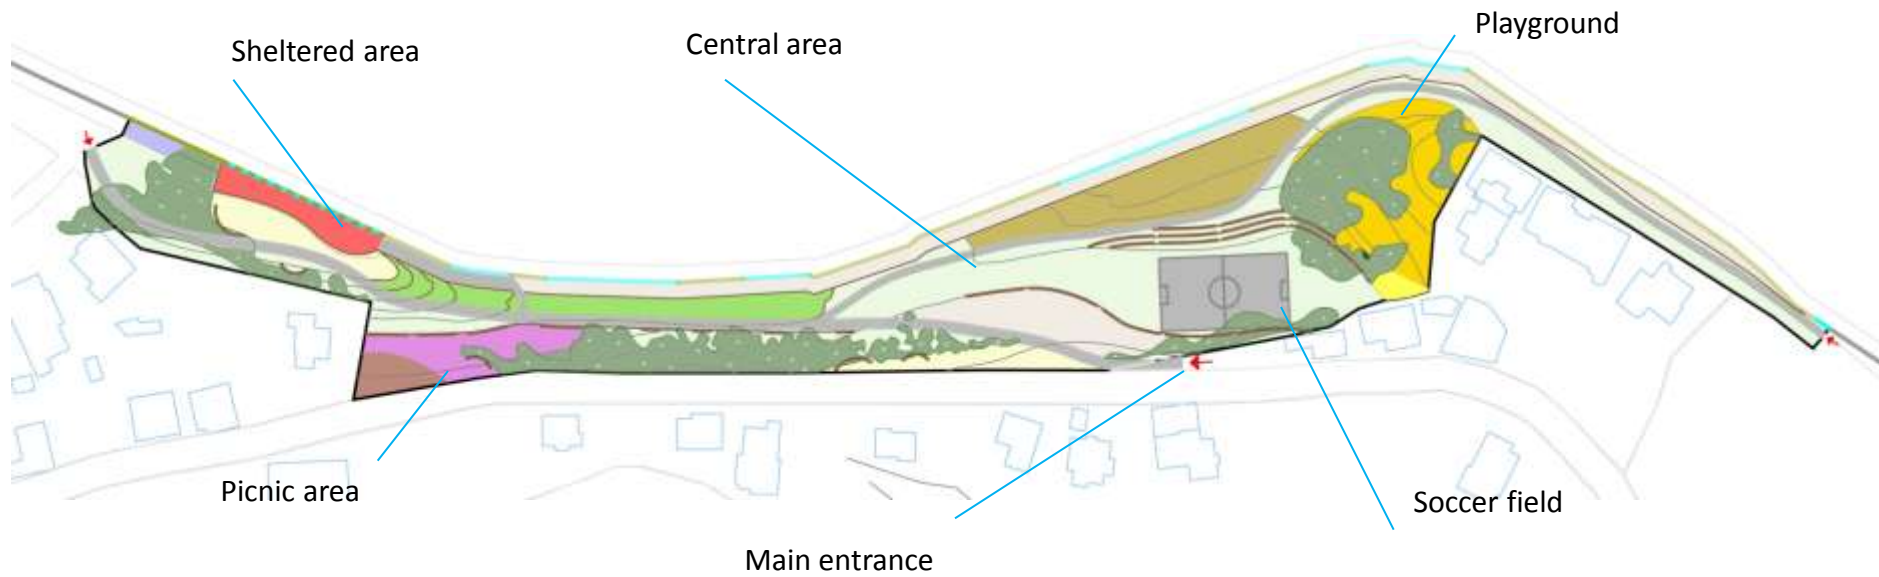 Playground
Central area
Sheltered area
Picnic area
Soccer field
Main entrance